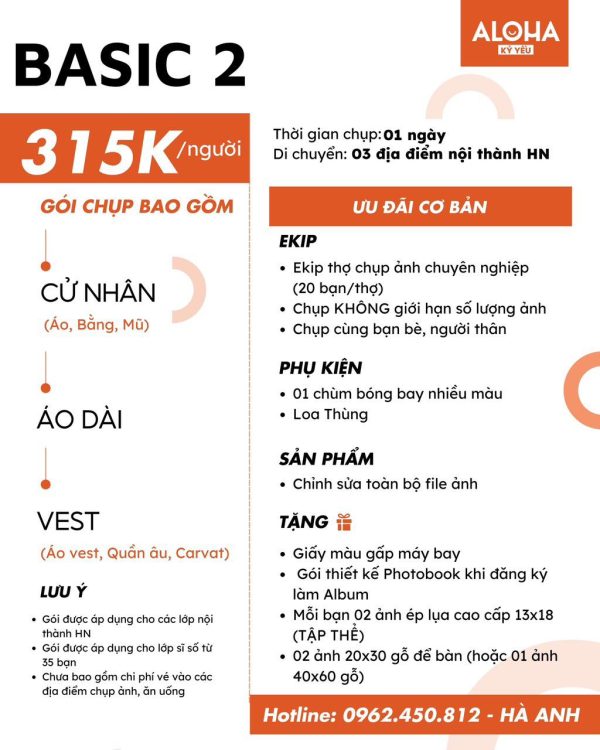 ALOHA
KỶ YẾU
BASIC 2
315K/người
Thời gian chụp: 01 ngày
Di chuyển: 03 địa điểm nội thành HN
GÓI CHỤP BAO GỒM
CỬ NHÂN
(Áo, Bằng, Mũ)
ÁO DÀI
VEST
(Áo vest, Quần âu, Carvat)
LƯU Ý
• Gói được áp dụng cho các lớp nội
thành HN
• Gói được áp dụng cho lớp sĩ số từ
35 bạn
• Chưa bao gồm chi phí vé vào các
địa điểm chụp ảnh, ăn uống
ƯU ĐÃI CƠ BẢN
EKIP
• Ekip thợ chụp ảnh chuyên nghiệp
(20 bạn/thợ)
• Chụp KHÔNG giới hạn số lượng ảnh
• Chụp cùng bạn bè, người thân
PHỤ KIỆN
• 01 chùm bóng bay nhiều màu
• Loa Thùng
SẢN PHẨM
• Chỉnh sửa toàn bộ file ảnh
TẶNG
• Giấy màu gấp máy bay
• Gói thiết kế Photobook khi đăng ký
làm Album
• Mỗi bạn 02 ảnh ép lụa cao cấp 13x18
(TẬP THỂ)
• 02 ảnh 20x30 gỗ để bàn (hoặc 01 ảnh
40x60 gỗ)
Hotline: 0962.450.812 - HÀ ANH